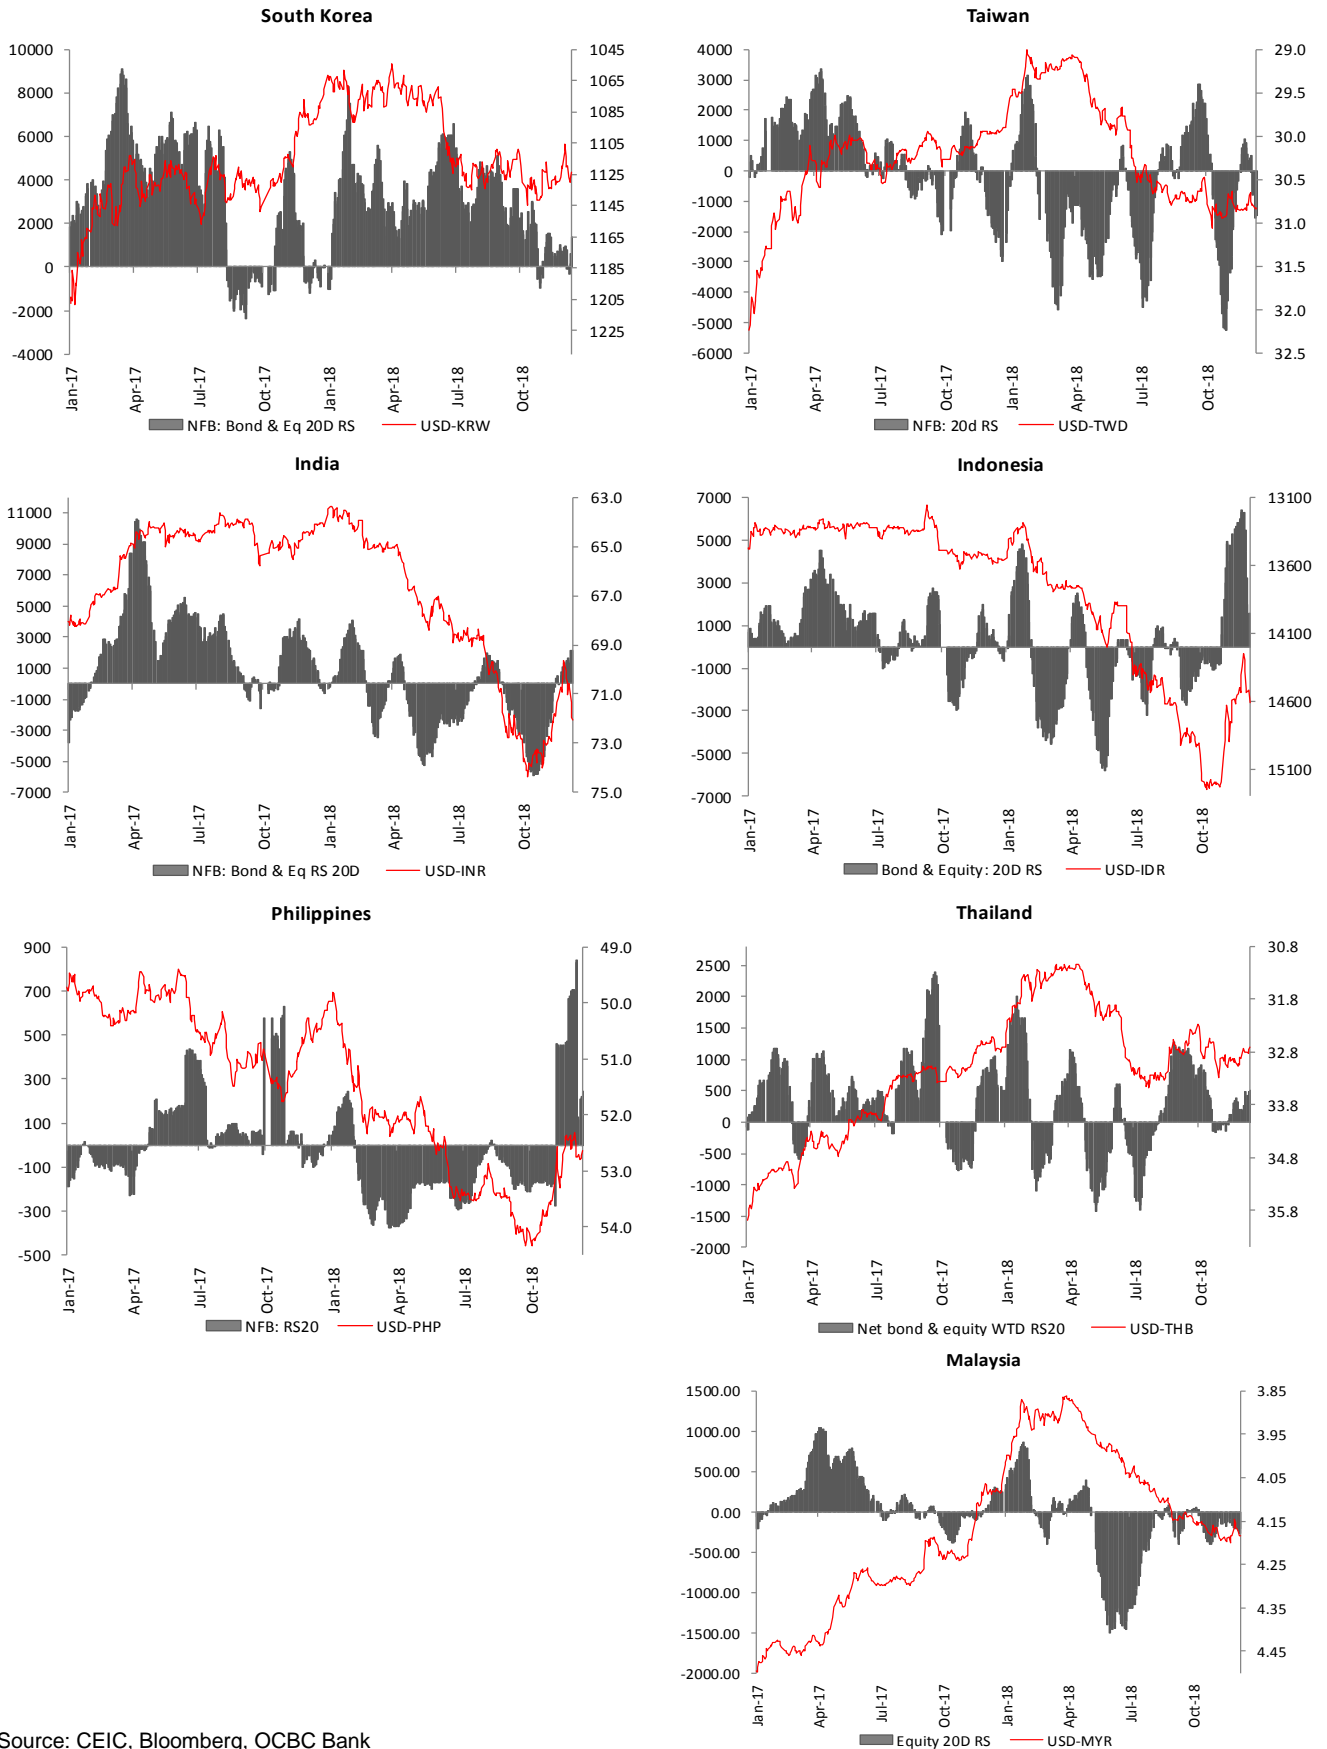 South Korea
10000
8000
6000
4000
2000
0
-2000
-4000
1045
1065
1085
1105
1125
1145
1165
1185
1205
1225
Jan-17
Apr-17
Jul-17
Oct-17
Jan-18
Apr-18
Jul-18
Oct-18
NFB: Bond & Eq 20D RS
USD-KRW
Taiwan
4000
3000
2000
1000
0
-1000
-2000
-3000
-4000
-5000
-6000
29.0
29.5
30.0
30.5
31.0
31.5
32.0
32.5
Jan-17
Apr-17
Jul-17
Oct-17
Jan-18
Apr-18
Jul-18
Oct-18
NFB: 20d RS
USD-TWD
India
11000
9000
7000
5000
3000
1000
-1000
-3000
-5000
-7000
63.0
65.0
67.0
69.0
71.0
73.0
75.0
Jan-17
Apr-17
Jul-17
Oct-17
Jan-18
Apr-18
Jul-18
Oct-18
NFB: Bond & Eq RS 20D
USD-INR
Indonesia
7000
5000
3000
1000
-1000
-3000
-5000
-7000
13100
13600
14100
14600
15100
Jan-17
Apr-17
Jul-17
Oct-17
Jan-18
Apr-18
Jul-18
Oct-18
Bond & Equity: 20D RS
USD-IDR
Philippines
900
700
500
300
100
-100
-300
-500
49.0
50.0
51.0
52.0
53.0
54.0
Jan-17
Apr-17
Jul-17
Oct-17
Jan-18
Apr-18
Jul-18
Oct-18
NFB: RS20
USD-PHP
Thailand
2500
2000
1500
1000
500
0
-500
-1000
-1500
-2000
30.8
31.8
32.8
33.8
34.8
35.8
Jan-17
Apr-17
Jul-17
Oct-17
Jan-18
Apr-18
Jul-18
Oct-18
Net bond & equity WTD RS20
USD-THB
Malaysia
1500.00
1000.00
500.00
0.00
-500.00
-1000.00
-1500.00
-2000.00
3.85
3.95
4.05
4.15
4.25
4.35
4.45
Jan-17
Apr-17
Jul-17
Oct-17
Jan-18
Apr-18
Jul-18
Oct-18
Equity 20D RS
USD-MYR
Source: CEIC, Bloomberg, OCBC Bank